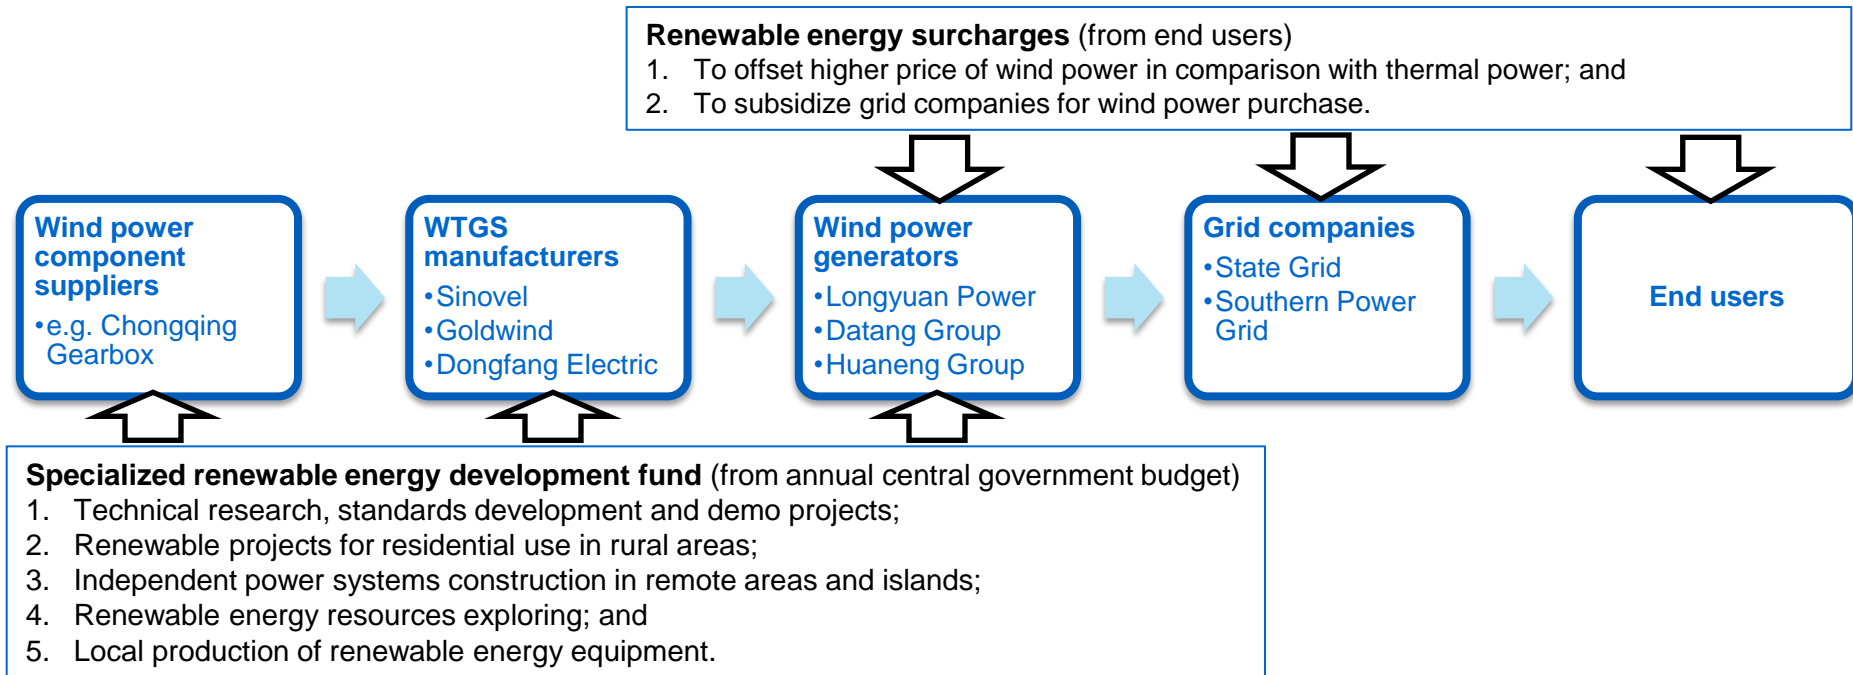 Renewable energy surcharges (from end users)
1. To offset higher price of wind power in comparison with thermal power; and
2. To subsidize grid companies for wind power purchase.
Wind power
component
suppliers
•e.g. Chongqing
Gearbox
WTGS
manufacturers
•Sinovel
•Goldwind
•Dongfang Electric
Wind power
generators
•Longyuan Power
•Datang Group
•Huaneng Group
Grid companies
•State Grid
•Southern Power
Grid
End users
Specialized renewable energy development fund (from annual central government budget)
1. Technical research, standards development and demo projects;
2. Renewable projects for residential use in rural areas;
3. Independent power systems construction in remote areas and islands;
4. Renewable energy resources exploring; and
5. Local production of renewable energy equipment.